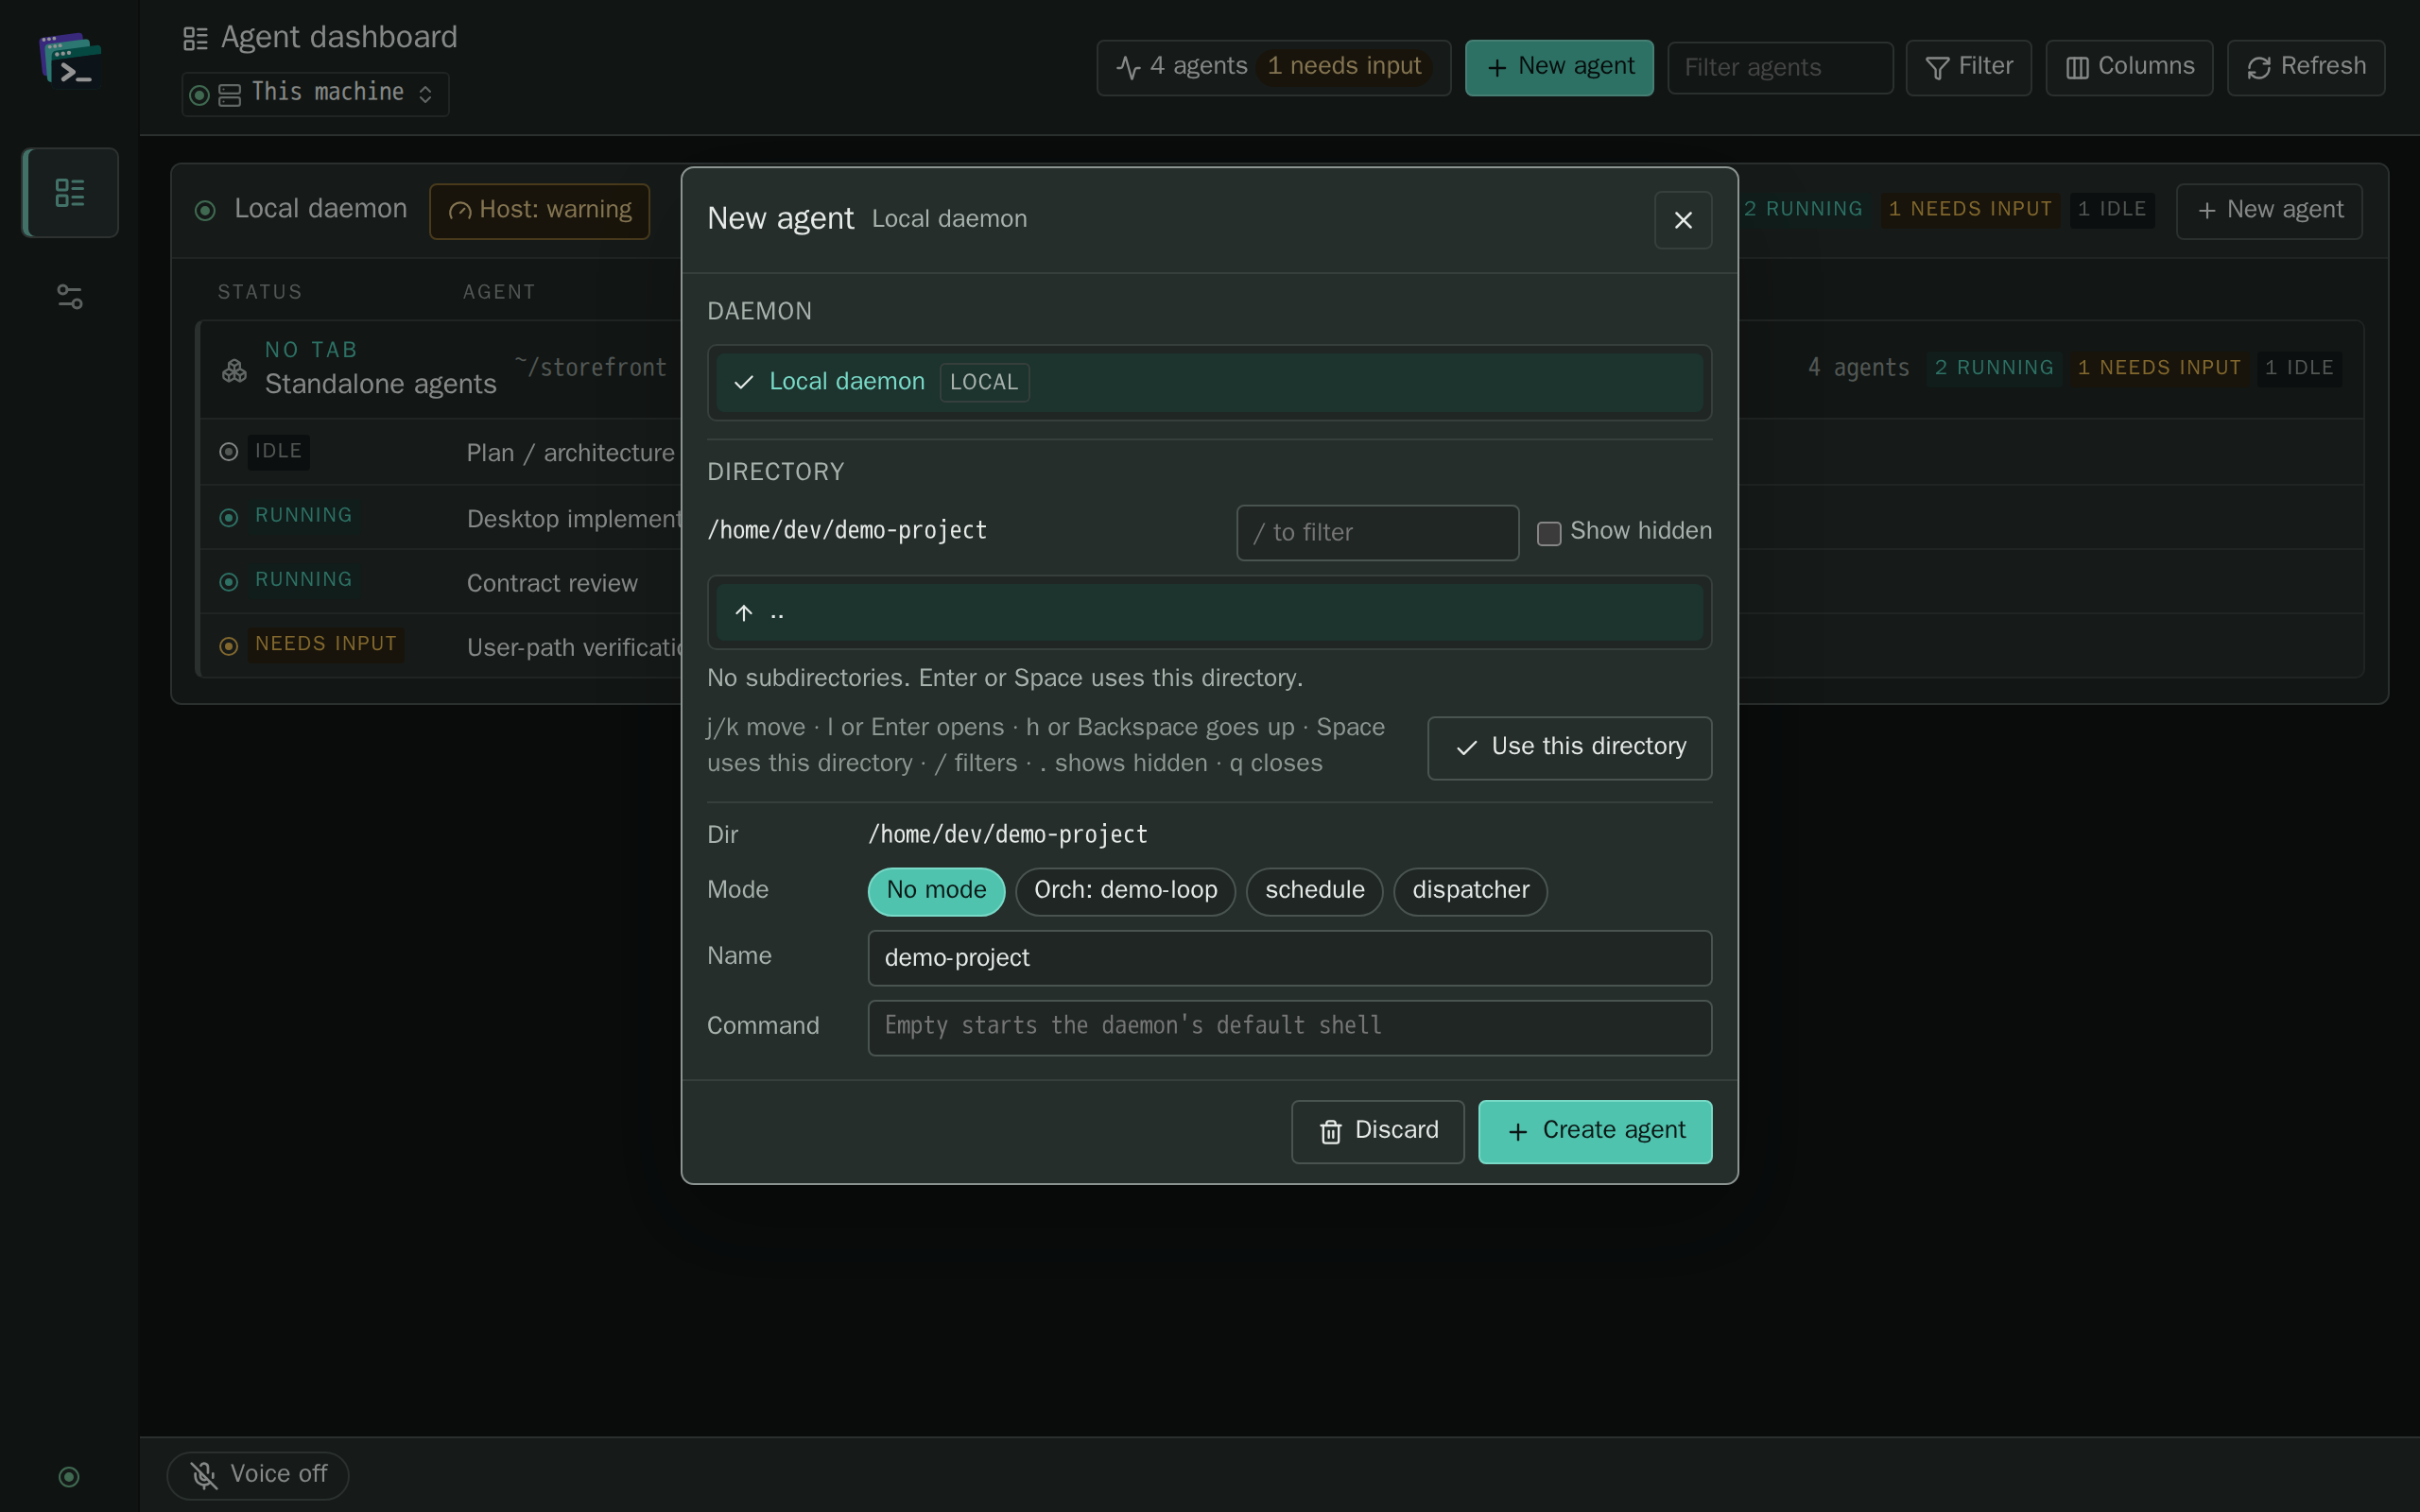 Agent dashboard
This machine
4 agents 1 needs input
+ New agent
Filter agents
Filter
Columns
Refresh
Local daemon
Host: warning
2 RUNNING 1 NEEDS INPUT 1 IDLE
+ New agent
STATUS AGENT
NO TAB
Standalone agents ~/storefront
4 agents 2 RUNNING 1 NEEDS INPUT 1 IDLE
IDLE Plan / architecture
RUNNING Desktop implement
RUNNING Contract review
NEEDS INPUT User-path verificatio
New agent Local daemon
DAEMON
Local daemon LOCAL
DIRECTORY
/home/dev/demo-project
/ to filter
Show hidden
..
No subdirectories. Enter or Space uses this directory.
j/k move · l or Enter opens · h or Backspace goes up · Space
uses this directory · / filters · . shows hidden · q closes
Use this directory
Dir /home/dev/demo-project
Mode No mode Orch: demo-loop schedule dispatcher
Name demo-project
Command Empty starts the daemon's default shell
Discard
+ Create agent
Voice off